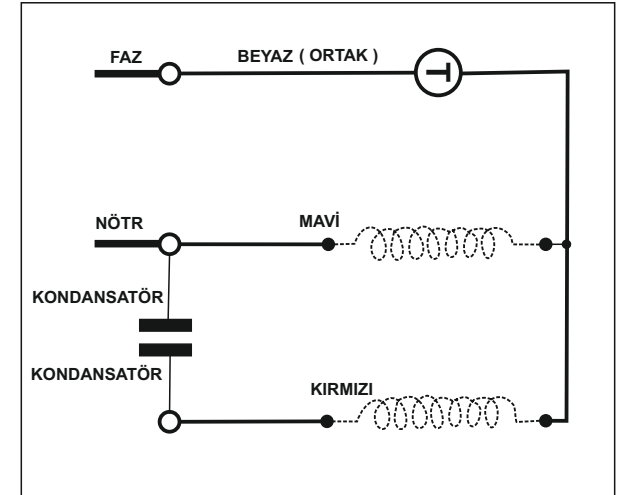 FAZ
BEYAZ ( ORTAK )
T
NÖTR
MAVİ
KONDANSATÖR
KONDANSATÖR
KIRMIZI